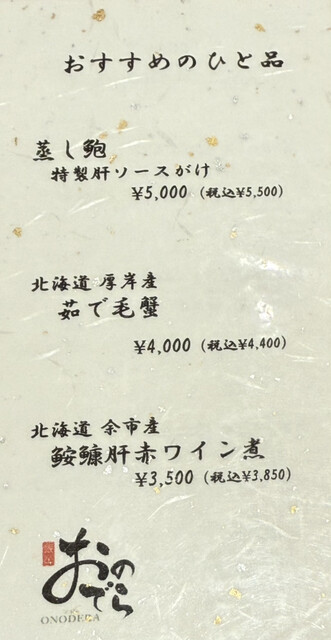 おすすめのひと品
蒸し鮑
特製肝ソースがけ
¥5,000 (税込¥5,500)
北海道 厚岸産
茹で毛蟹
¥4,000 (税込¥4,400)
北海道 余市産
鮟鱇肝赤ワイン煮
¥3,500 (税込¥3,850)
おのでら
ONODERA